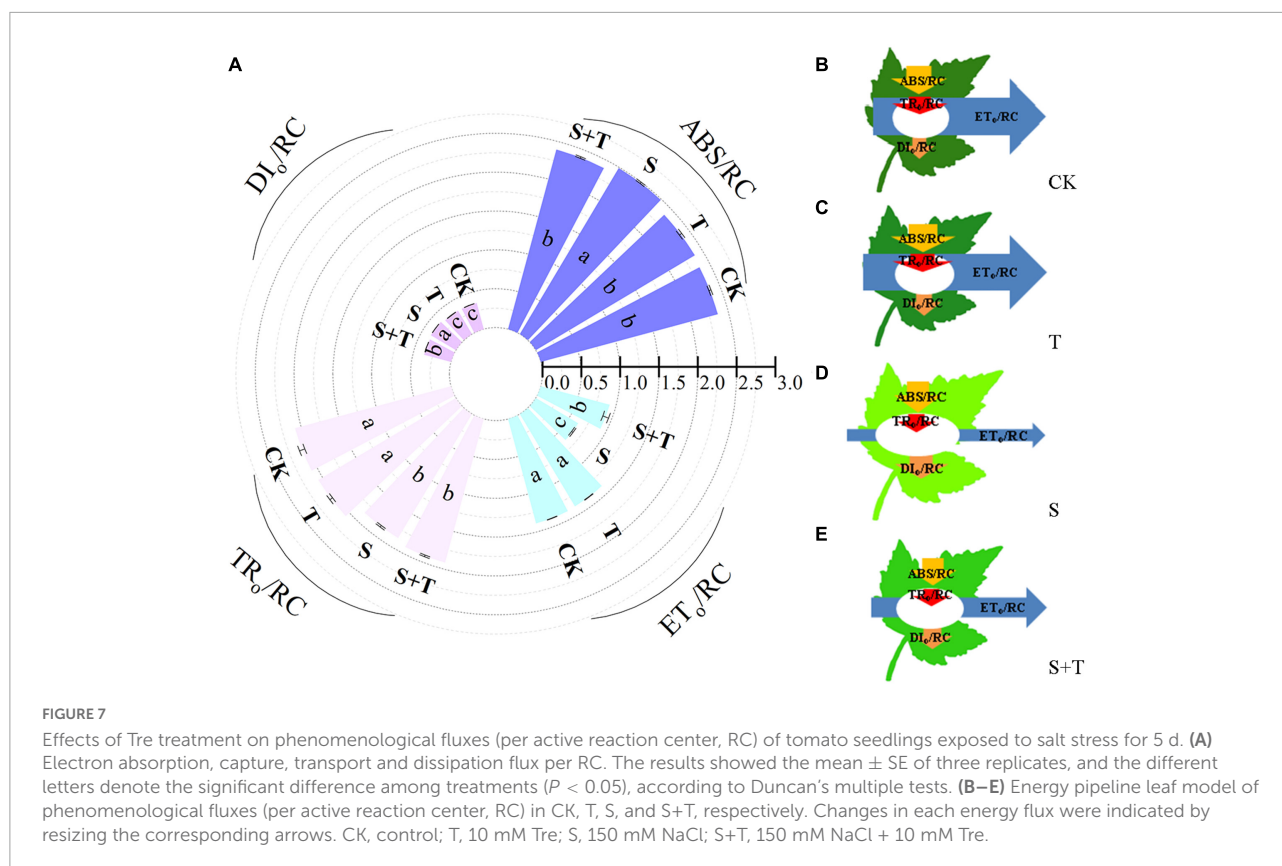 A
DIₒ/RC
ABS/RC
S+T
S
T
CK
b
a
b
b
CK
T
S
S+T
c
c
a
b
0.0 0.5 1.0 1.5 2.0 2.5 3.0
a
a
b
b
CK
T
S
S+T
TRₒ/RC
b
c
a
a
S+T
S
T
CK
ETₒ/RC
B
ABS/RC
TRₒ/RC
ETₒ/RC
DIₒ/RC
CK
C
ABS/RC
TRₒ/RC
ETₒ/RC
DIₒ/RC
T
D
ABS/RC
TRₒ/RC
ETₒ/RC
DIₒ/RC
S
E
ABS/RC
TRₒ/RC
ETₒ/RC
DIₒ/RC
S+T
FIGURE 7
Effects of Tre treatment on phenomenological fluxes (per active reaction center, RC) of tomato seedlings exposed to salt stress for 5 d. (A)
Electron absorption, capture, transport and dissipation flux per RC. The results showed the mean ± SE of three replicates, and the different
letters denote the significant difference among treatments (P < 0.05), according to Duncan's multiple tests. (B–E) Energy pipeline leaf model of
phenomenological fluxes (per active reaction center, RC) in CK, T, S, and S+T, respectively. Changes in each energy flux were indicated by
resizing the corresponding arrows. CK, control; T, 10 mM Tre; S, 150 mM NaCl; S+T, 150 mM NaCl + 10 mM Tre.